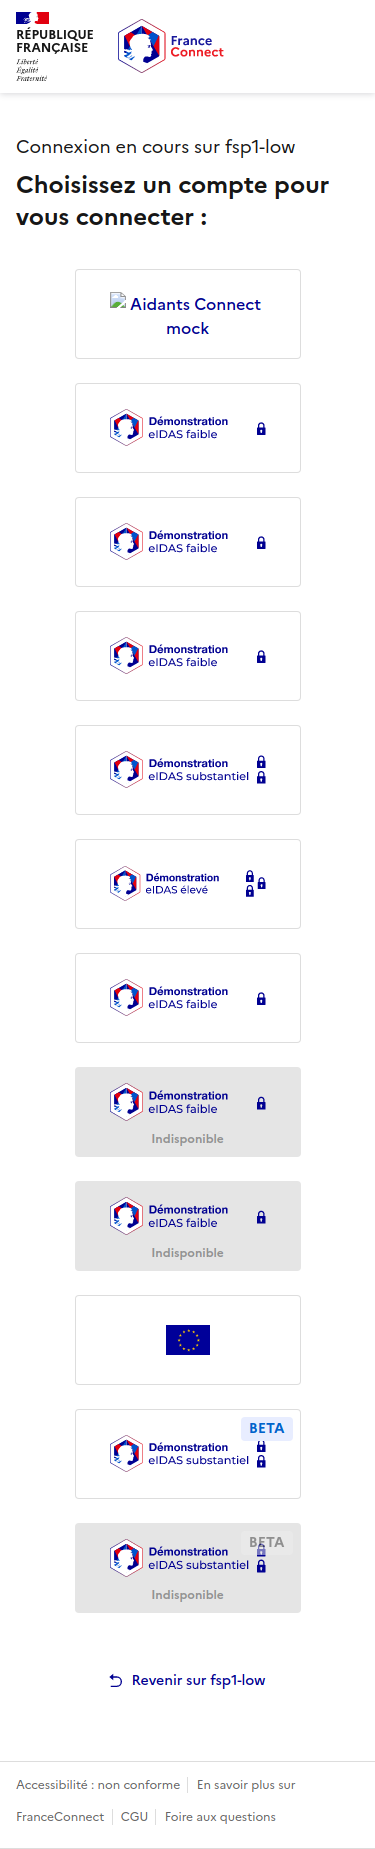 RÉPUBLIQUE
FRANÇAISE
Liberté
Égalité
Fraternité
France
Connect
Connexion en cours sur fsp1-low
Choisissez un compte pour
vous connecter :
Aidants Connect
mock
Démonstration
eIDAS faible
Démonstration
eIDAS faible
Démonstration
eIDAS faible
Démonstration
eIDAS substantiel
Démonstration
eIDAS élevé
Démonstration
eIDAS faible
Démonstration
eIDAS faible
Indisponible
Démonstration
eIDAS faible
Indisponible
BETA
Démonstration
eIDAS substantiel
BETA
Démonstration
eIDAS substantiel
Indisponible
Revenir sur fsp1-low
Accessibilité : non conforme En savoir plus sur
FranceConnect CGU Foire aux questions